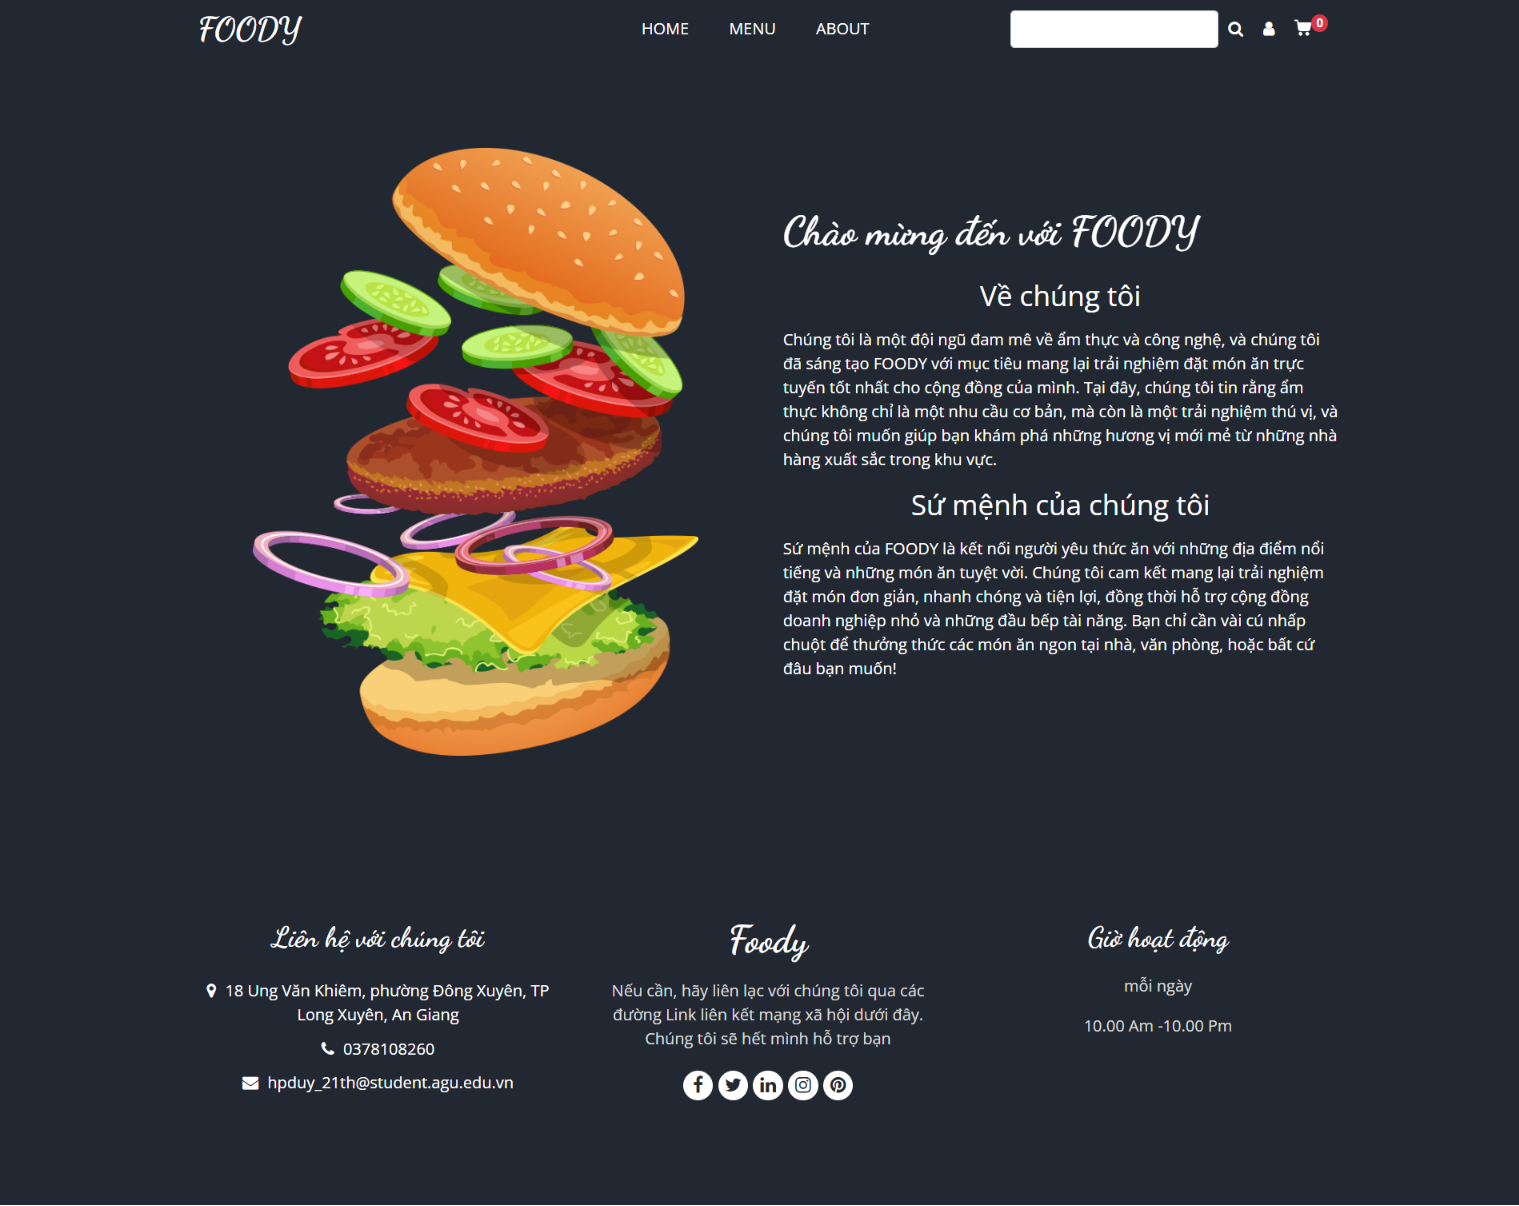 FOODY
HOME MENU ABOUT
0
Chào mừng đến với FOODY
Về chúng tôi
Chúng tôi là một đội ngũ đam mê về ẩm thực và công nghệ, và chúng tôi
đã sáng tạo FOODY với mục tiêu mang lại trải nghiệm đặt món ăn trực
tuyến tốt nhất cho cộng đồng của mình. Tại đây, chúng tôi tin rằng ẩm
thực không chỉ là một nhu cầu cơ bản, mà còn là một trải nghiệm thú vị, và
chúng tôi muốn giúp bạn khám phá những hương vị mới mẻ từ những nhà
hàng xuất sắc trong khu vực.
Sứ mệnh của chúng tôi
Sứ mệnh của FOODY là kết nối người yêu thức ăn với những địa điểm nổi
tiếng và những món ăn tuyệt vời. Chúng tôi cam kết mang lại trải nghiệm
đặt món đơn giản, nhanh chóng và tiện lợi, đồng thời hỗ trợ cộng đồng
doanh nghiệp nhỏ và những đầu bếp tài năng. Bạn chỉ cần vài cú nhấp
chuột để thưởng thức các món ăn ngon tại nhà, văn phòng, hoặc bất cứ
đâu bạn muốn!
Liên hệ với chúng tôi
18 Ung Văn Khiêm, phường Đông Xuyên, TP
Long Xuyên, An Giang
0378108260
hpduy_21th@student.agu.edu.vn
Foody
Nếu cần, hãy liên lạc với chúng tôi qua các
đường Link liên kết mạng xã hội dưới đây.
Chúng tôi sẽ hết mình hỗ trợ bạn
Giờ hoạt động
mỗi ngày
10.00 Am -10.00 Pm